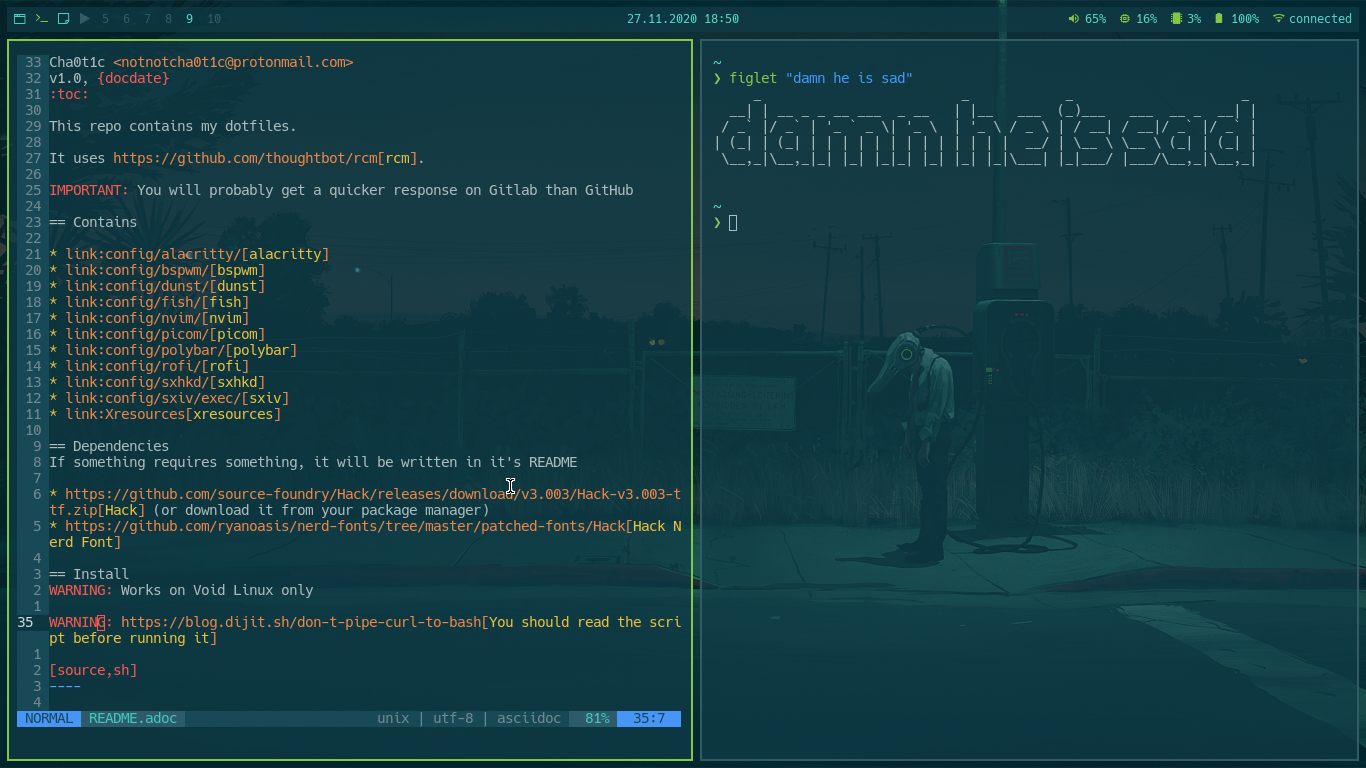 5 6 7 8 9 10 27.11.2020 18:50 65% 16% 3% 100% connected
33 Cha0t1c <notnotcha0t1c@protonmail.com>
32 v1.0, {docdate}
31 :toc:
30
29 This repo contains my dotfiles.
28
27 It uses https://github.com/thoughtbot/rcm[rcm].
26
25 IMPORTANT: You will probably get a quicker response on Gitlab than GitHub
24
23 == Contains
22
21 * link:config/alacritty/[alacritty]
20 * link:config/bspwm/[bspwm]
19 * link:config/dunst/[dunst]
18 * link:config/fish/[fish]
17 * link:config/nvim/[nvim]
16 * link:config/picom/[picom]
15 * link:config/polybar/[polybar]
14 * link:config/rofi/[rofi]
13 * link:config/sxhkd/[sxhkd]
12 * link:config/sxiv/exec/[sxiv]
11 * link:Xresources[xresources]
10
9 == Dependencies
8 If something requires something, it will be written in it's README
7
6 * https://github.com/source-foundry/Hack/releases/download/v3.003/Hack-v3.003-t
tf.zip[Hack] (or download it from your package manager)
5 * https://github.com/ryanoasis/nerd-fonts/tree/master/patched-fonts/Hack[Hack N
erd Font]
4
3 == Install
2 WARNING: Works on Void Linux only
1
35 WARNING: https://blog.dijit.sh/don-t-pipe-curl-to-bash[You should read the scri
pt before running it]
1
2 [source,sh]
3 ----
4
NORMAL README.adoc unix | utf-8 | asciidoc 81% 35:7
~
❯ figlet "damn he is sad"
damn he is sad
~
❯